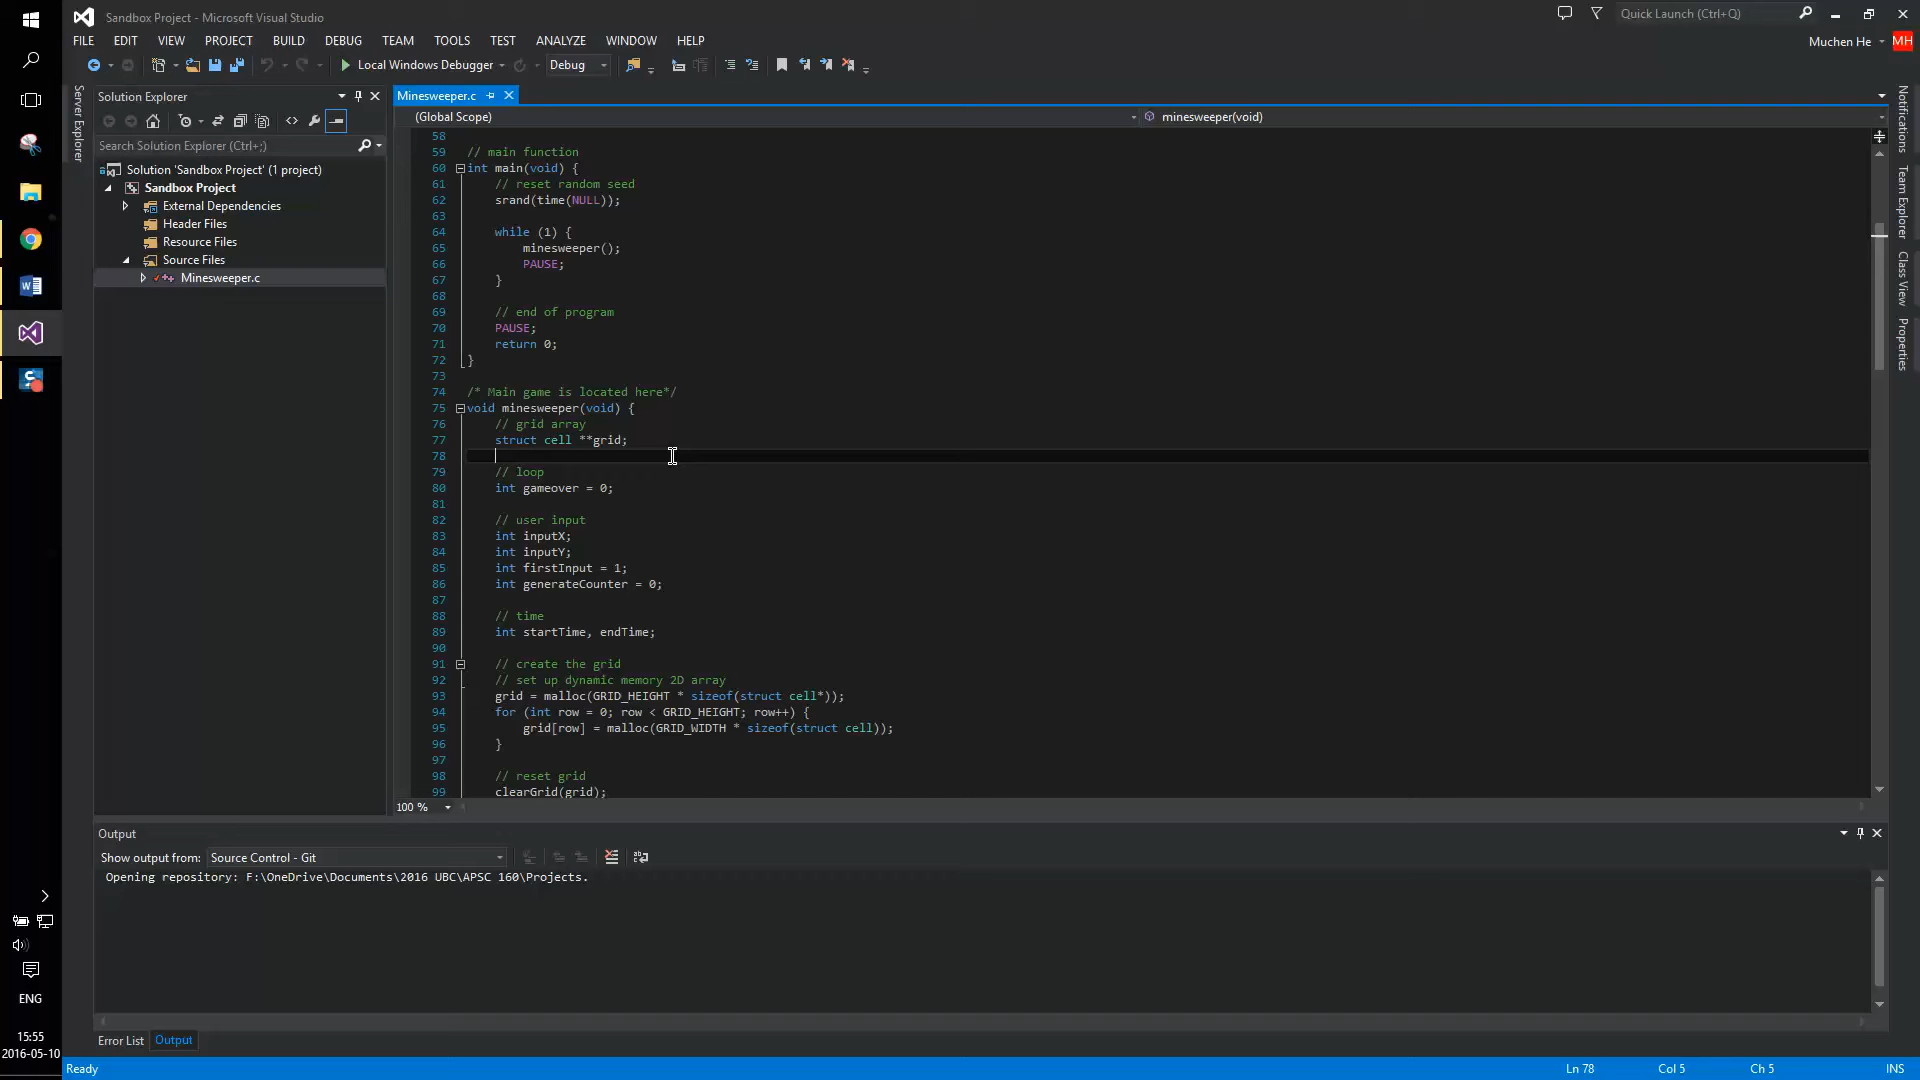 Sandbox Project - Microsoft Visual Studio
Quick Launch (Ctrl+Q)
FILE EDIT VIEW PROJECT BUILD DEBUG TEAM TOOLS TEST ANALYZE WINDOW HELP
Muchen He MH
Local Windows Debugger Debug
Server Explorer
Solution Explorer
Search Solution Explorer (Ctrl+;)
Solution 'Sandbox Project' (1 project)
Sandbox Project
External Dependencies
Header Files
Resource Files
Source Files
Minesweeper.c
Minesweeper.c
(Global Scope) minesweeper(void)
58
59 // main function
60 int main(void) {
61 // reset random seed
62 srand(time(NULL));
63
64 while (1) {
65 minesweeper();
66 PAUSE;
67 }
68
69 // end of program
70 PAUSE;
71 return 0;
72 }
73
74 /* Main game is located here*/
75 void minesweeper(void) {
76 // grid array
77 struct cell **grid;
78
79 // loop
80 int gameover = 0;
81
82 // user input
83 int inputX;
84 int inputY;
85 int firstInput = 1;
86 int generateCounter = 0;
87
88 // time
89 int startTime, endTime;
90
91 // create the grid
92 // set up dynamic memory 2D array
93 grid = malloc(GRID_HEIGHT * sizeof(struct cell*));
94 for (int row = 0; row < GRID_HEIGHT; row++) {
95 grid[row] = malloc(GRID_WIDTH * sizeof(struct cell));
96 }
97
98 // reset grid
99 clearGrid(grid);
100 %
Notifications
Team Explorer
Class View
Properties
Output
Show output from: Source Control - Git
Opening repository: F:\OneDrive\Documents\2016 UBC\APSC 160\Projects.
Error List Output
ENG
15:55
2016-05-10
Ready Ln 78 Col 5 Ch 5 INS